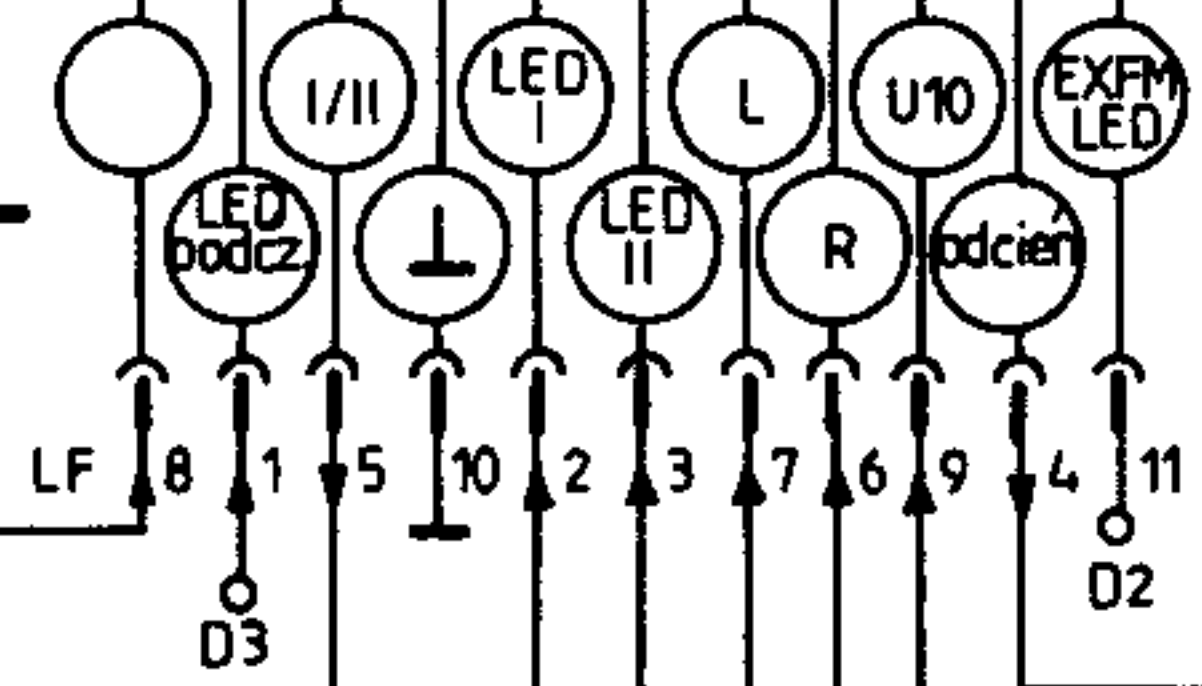 I/II
LED
I
L
U10
EXFM
LED
LED
podcz.
LED
II
R
odcień
LF
8
1
5
10
2
3
7
6
9
4
11
D3
D2